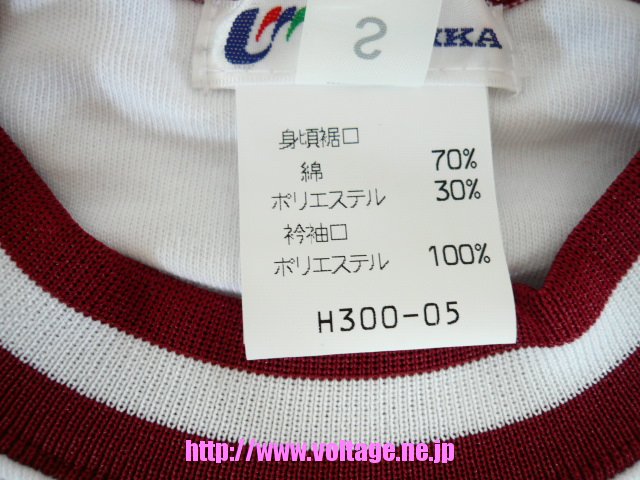 S
KKA
身頃裾口
綿 70%
ポリエステル 30%
衿袖口
ポリエステル 100%
H300-05
http://www.voltage.ne.jp